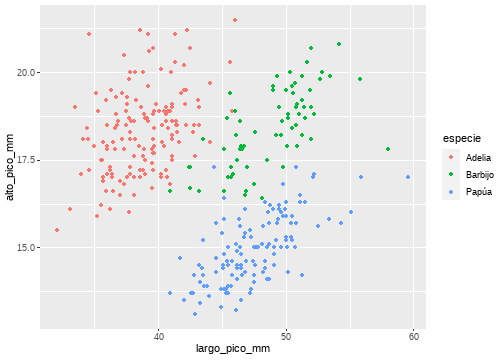 20.0
17.5
15.0
40
50
60
largo_pico_mm
alto_pico_mm
especie
Adelia
Barbijo
Papúa